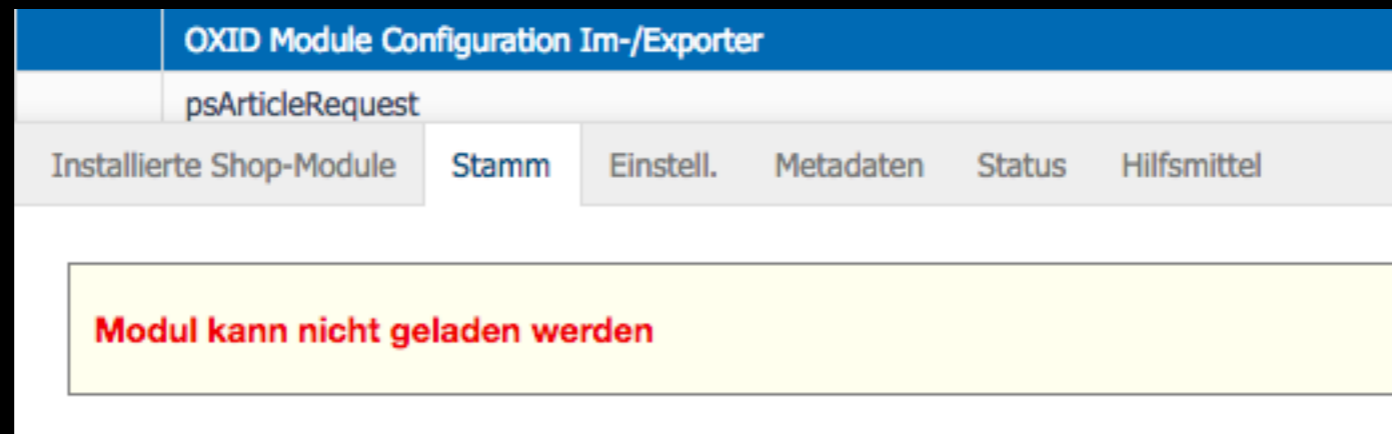 OXID Module Configuration Im-/Exporter
psArticleRequest
Installierte Shop-Module Stamm Einstell. Metadaten Status Hilfsmittel
Modul kann nicht geladen werden